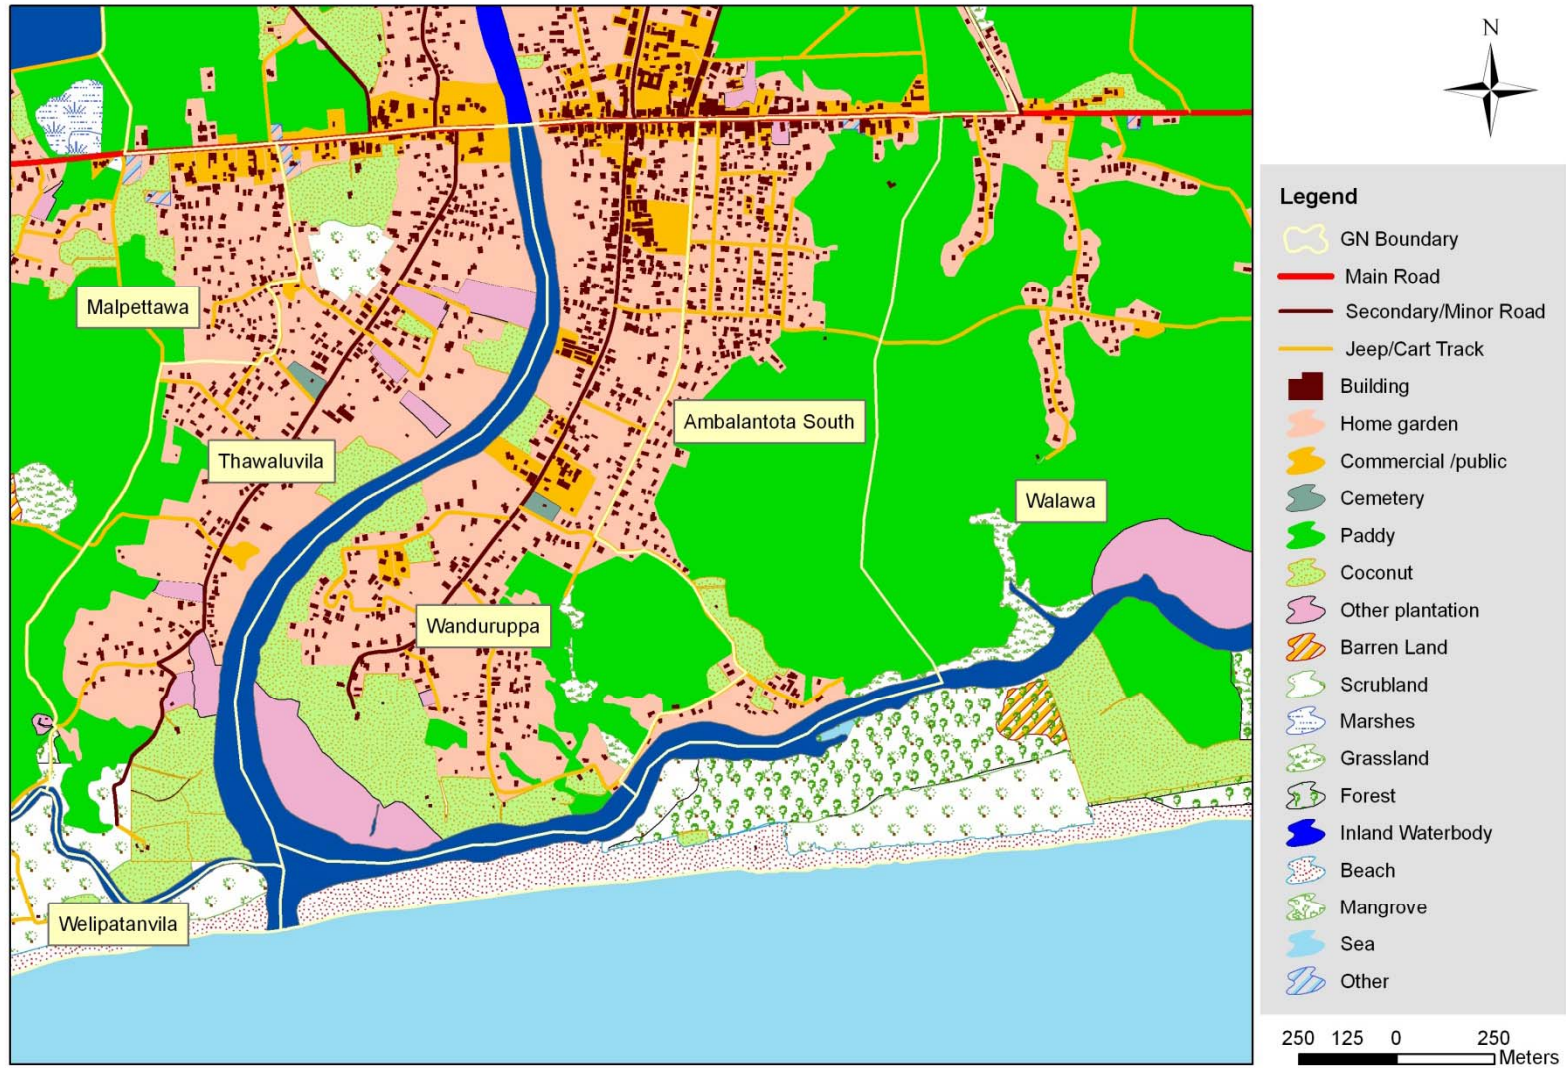 N
Malpettawa
Ambalantota South
Thawaluvila
Walawa
Wanduruppa
Welipatanvila
Legend
GN Boundary
Main Road
Secondary/Minor Road
Jeep/Cart Track
Building
Home garden
Commercial /public
Cemetery
Paddy
Coconut
Other plantation
Barren Land
Scrubland
Marshes
Grassland
Forest
Inland Waterbody
Beach
Mangrove
Sea
Other
250 125 0 250
Meters